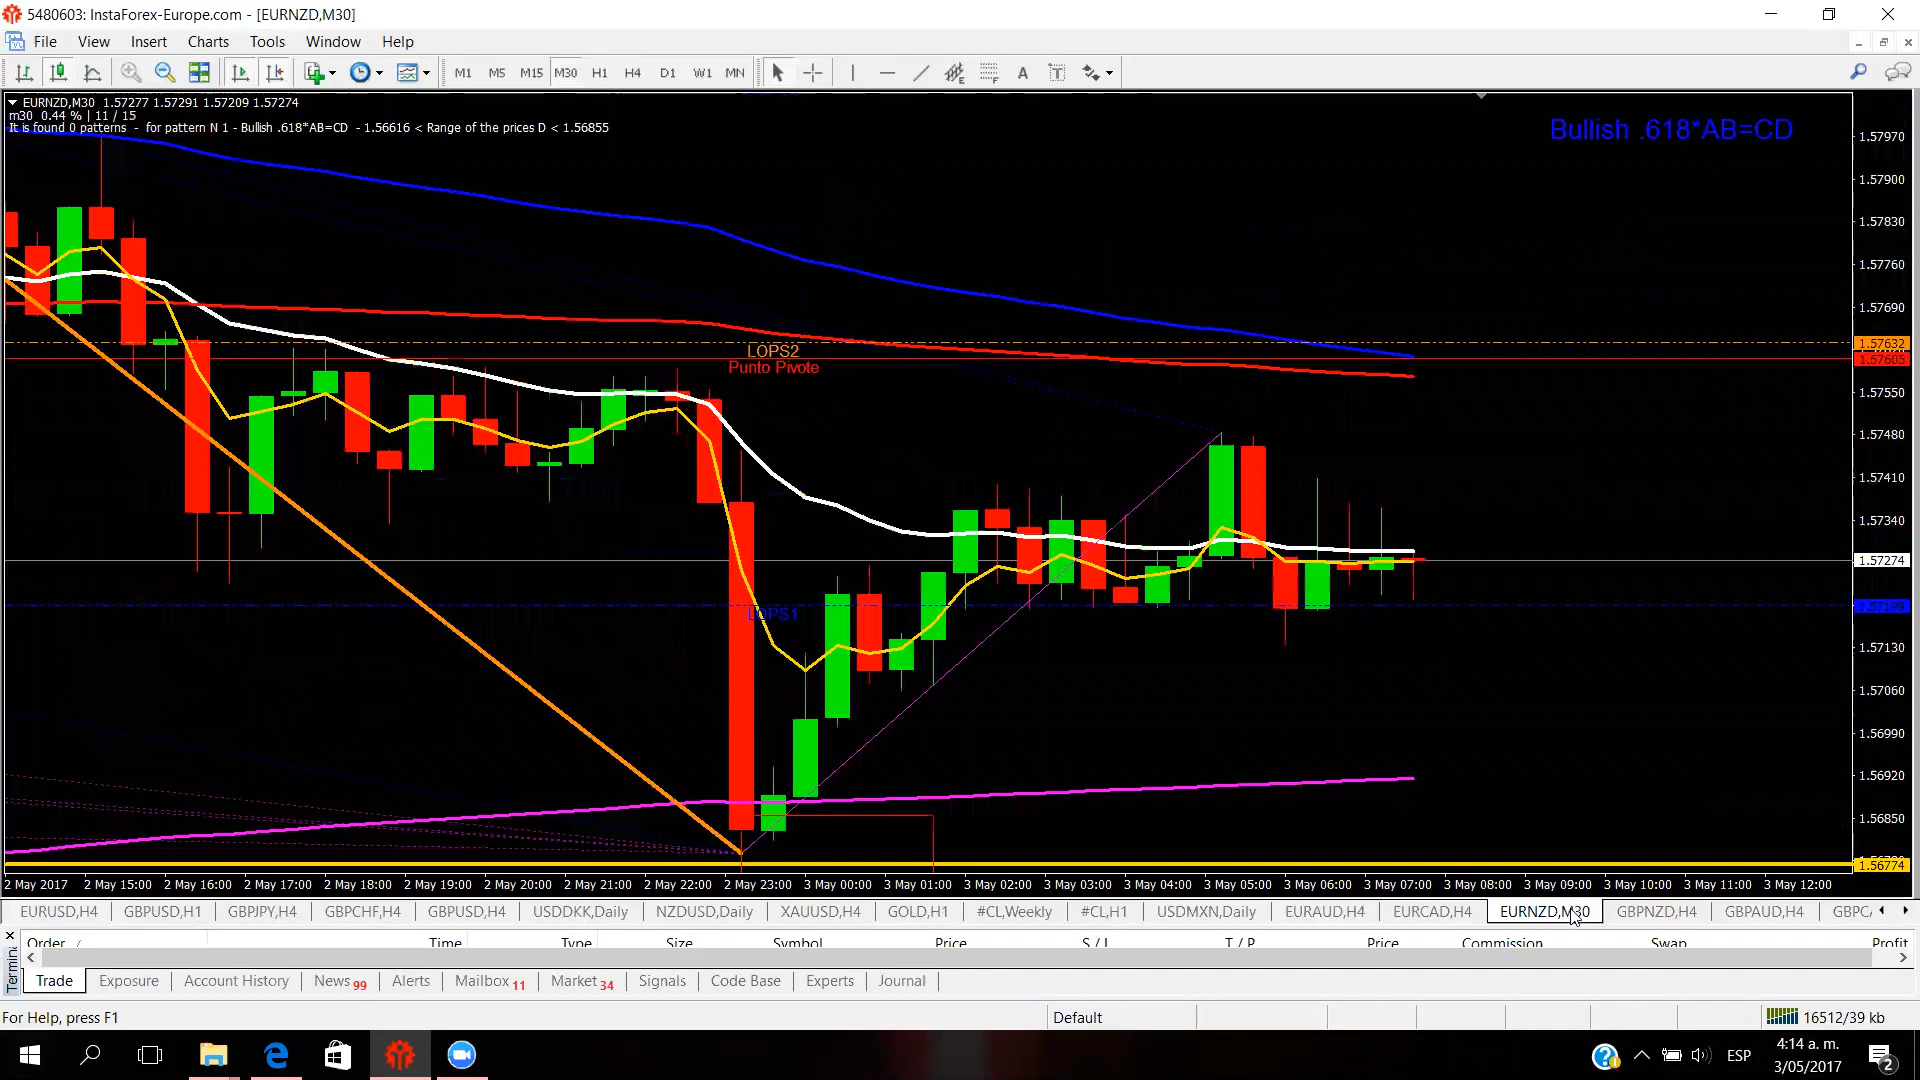 5480603: InstaForex-Europe.com - [EURNZD,M30]
File View Insert Charts Tools Window Help
M1 M5 M15 M30 H1 H4 D1 W1 MN
EURNZD,M30 1.57277 1.57291 1.57209 1.57274
m30 0.44 % | 11 / 15
It is found 0 patterns - for pattern N 1 - Bullish .618*AB=CD - 1.56616 < Range of the prices D < 1.56855
Bullish .618*AB=CD
1.57970
1.57900
1.57830
1.57760
1.57690
LOPS2
1.57632
Punto Pivote
1.57605
1.57550
1.57480
1.57410
1.57340
1.57274
LOPS1
1.57199
1.57130
1.57060
1.56990
1.56920
1.56850
1.56774
2 May 2017 2 May 15:00 2 May 16:00 2 May 17:00 2 May 18:00 2 May 19:00 2 May 20:00 2 May 21:00 2 May 22:00 2 May 23:00 3 May 00:00 3 May 01:00 3 May 02:00 3 May 03:00 3 May 04:00 3 May 05:00 3 May 06:00 3 May 07:00 3 May 08:00 3 May 09:00 3 May 10:00 3 May 11:00 3 May 12:00
EURUSD,H4 GBPUSD,H1 GBPJPY,H4 GBPCHF,H4 GBPUSD,H4 USDDKK,Daily NZDUSD,Daily XAUUSD,H4 GOLD,H1 #CL,Weekly #CL,H1 USDMXN,Daily EURAUD,H4 EURCAD,H4 EURNZD,M30 GBPNZD,H4 GBPAUD,H4 GBPCA
Order Time Type Size Symbol Price S / L T / P Price Commission Swap Profit
Termin
Trade Exposure Account History News 99 Alerts Mailbox 11 Market 34 Signals Code Base Experts Journal
For Help, press F1 Default 16512/39 kb
ESP
4:14 a. m.
3/05/2017
2